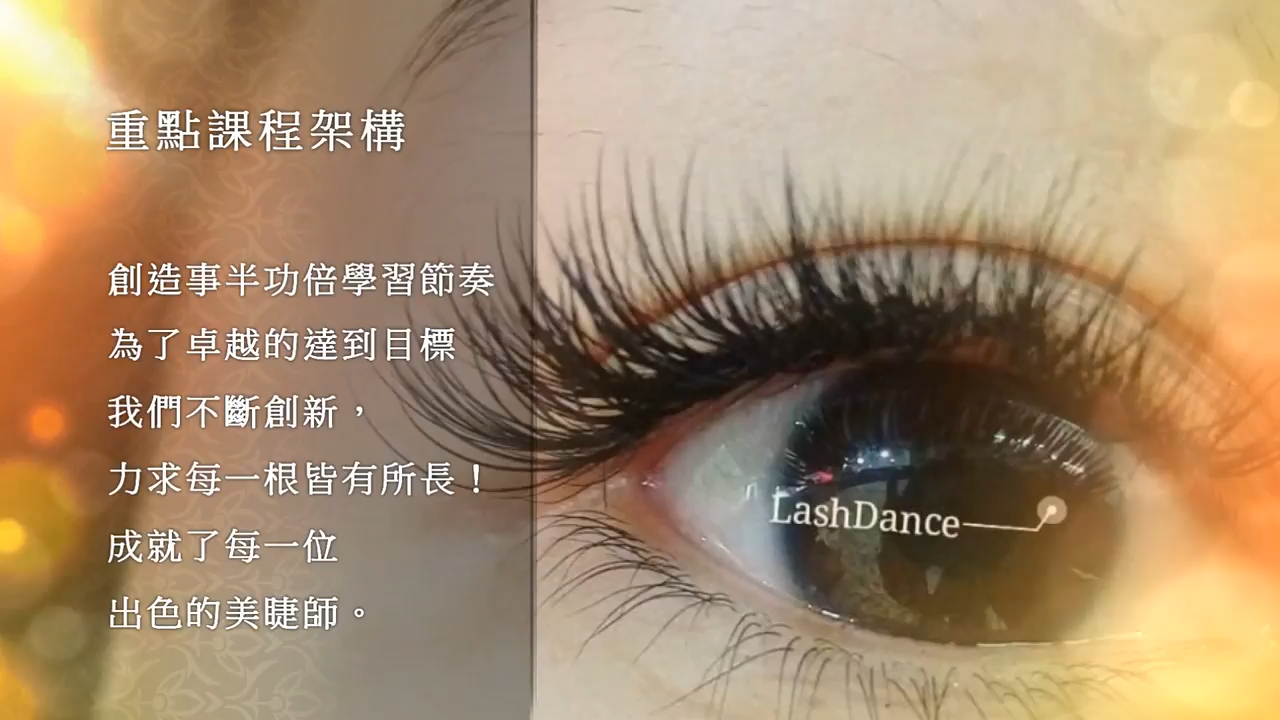 重點課程架構
創造事半功倍學習節奏
為了卓越的達到目標
我們不斷創新，
力求每一根皆有所長！
成就了每一位
出色的美睫師。
LashDance